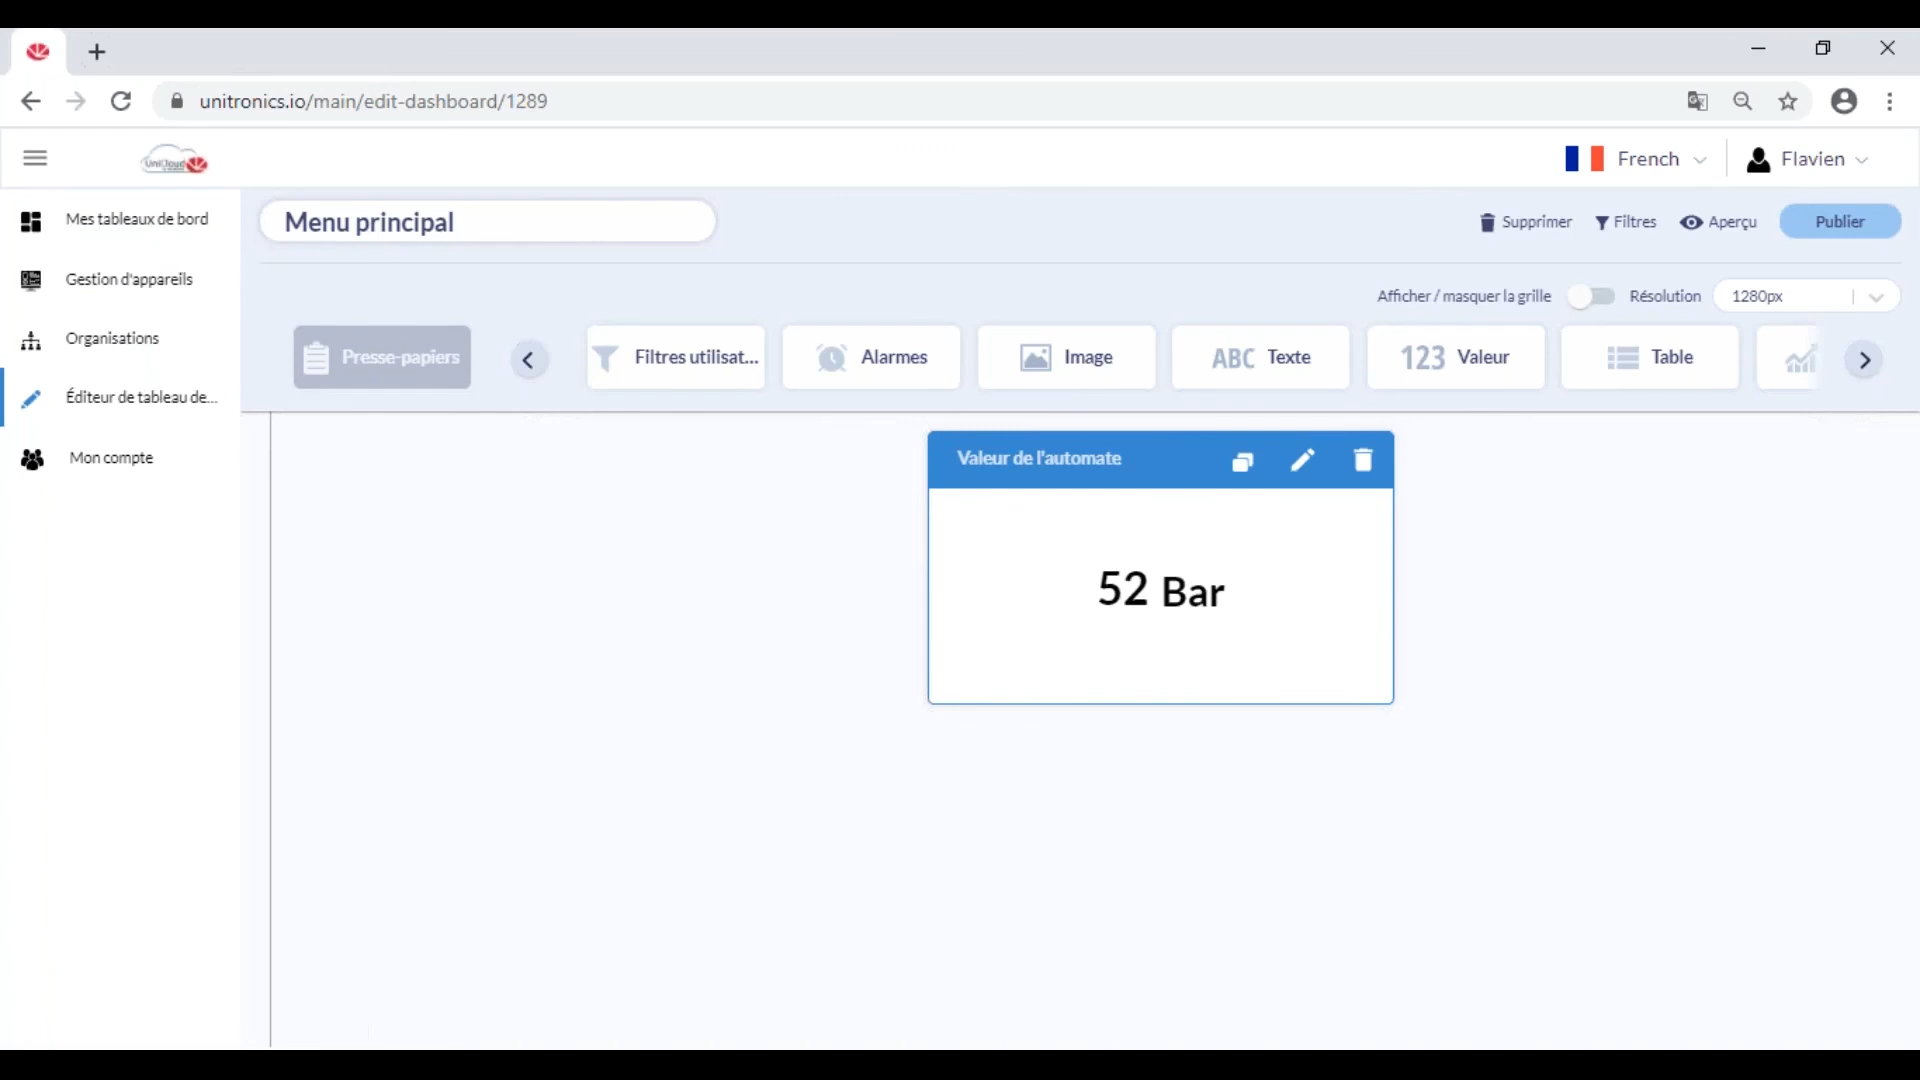 unitronics.io/main/edit-dashboard/1289
UniCloud
French
Flavien
Mes tableaux de bord
Gestion d'appareils
Organisations
Éditeur de tableau de...
Mon compte
Menu principal
Supprimer
Filtres
Aperçu
Publier
Afficher / masquer la grille
Résolution
1280px
Presse-papiers
Filtres utilisat...
Alarmes
Image
ABC Texte
123 Valeur
Table
Valeur de l'automate
52 Bar